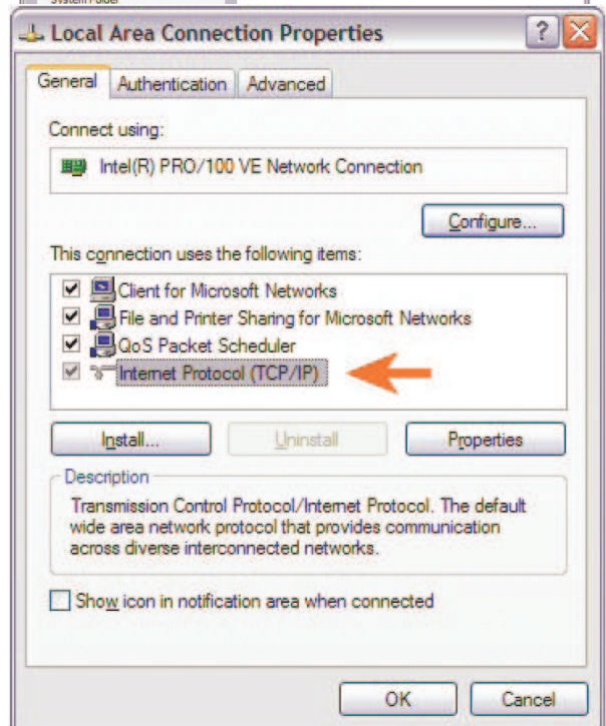 System Folder
Local Area Connection Properties
General Authentication Advanced
Connect using:
Intel(R) PRO/100 VE Network Connection
Configure...
This connection uses the following items:
Client for Microsoft Networks
File and Printer Sharing for Microsoft Networks
QoS Packet Scheduler
Internet Protocol (TCP/IP)
Install... Uninstall Properties
Description
Transmission Control Protocol/Internet Protocol. The default
wide area network protocol that provides communication
across diverse interconnected networks.
Show icon in notification area when connected
OK Cancel